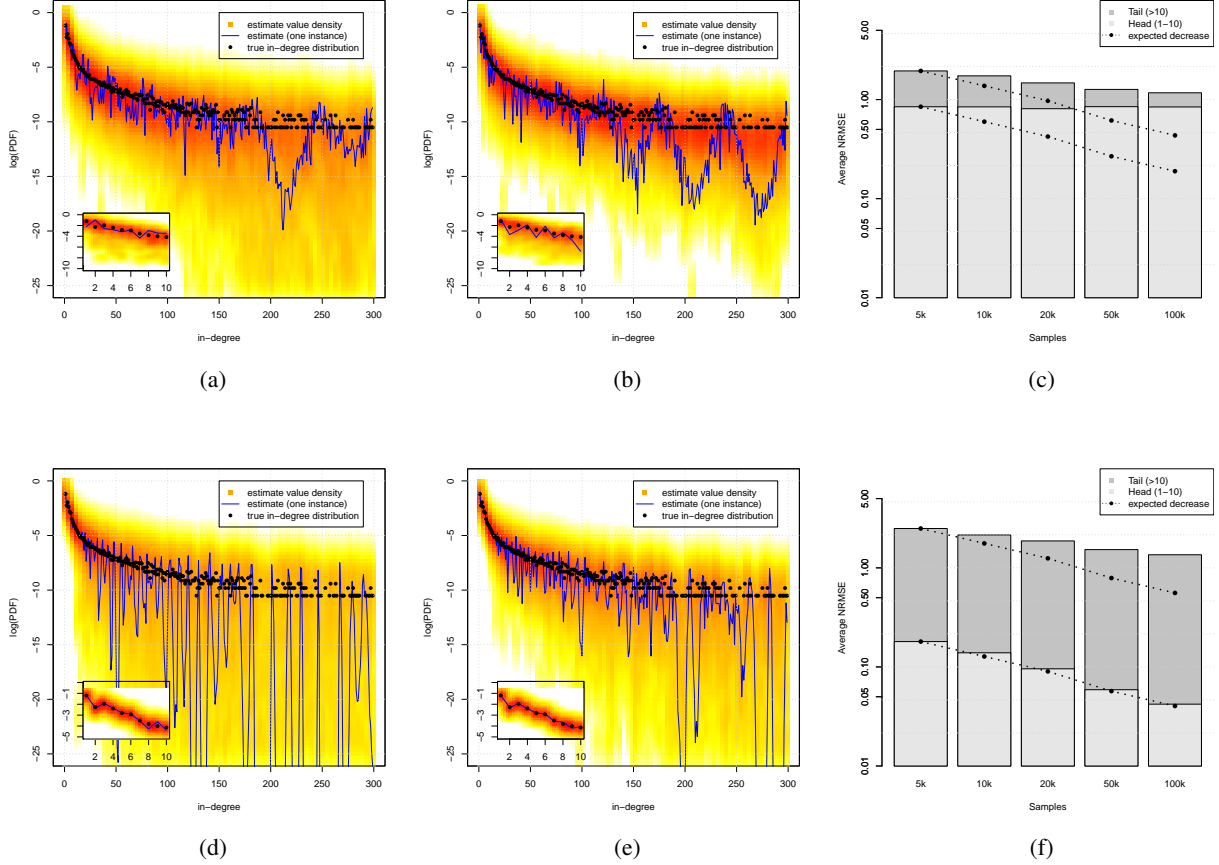 0
−5
−10
−15
−20
−25
log(PDF)
estimate value density
estimate (one instance)
true in−degree distribution
0
−4
−10
2 4 6 8 10
0 50 100 150 200 250 300
in−degree
(a)
0
−5
−10
−15
−20
−25
log(PDF)
estimate value density
estimate (one instance)
true in−degree distribution
0
−4
−10
2 4 6 8 10
0 50 100 150 200 250 300
in−degree
(b)
Tail (>10)
Head (1−10)
expected decrease
5.00
1.00
0.50
0.10
0.05
0.01
Average NRMSE
5k 10k 20k 50k 100k
Samples
(c)
0
−5
−10
−15
−20
−25
log(PDF)
estimate value density
estimate (one instance)
true in−degree distribution
−1
−3
−5
2 4 6 8 10
0 50 100 150 200 250 300
in−degree
(d)
0
−5
−10
−15
−20
−25
log(PDF)
estimate value density
estimate (one instance)
true in−degree distribution
−1
−3
−5
2 4 6 8 10
0 50 100 150 200 250 300
in−degree
(e)
Tail (>10)
Head (1−10)
expected decrease
5.00
1.00
0.50
0.10
0.05
0.01
Average NRMSE
5k 10k 20k 50k 100k
Samples
(f)